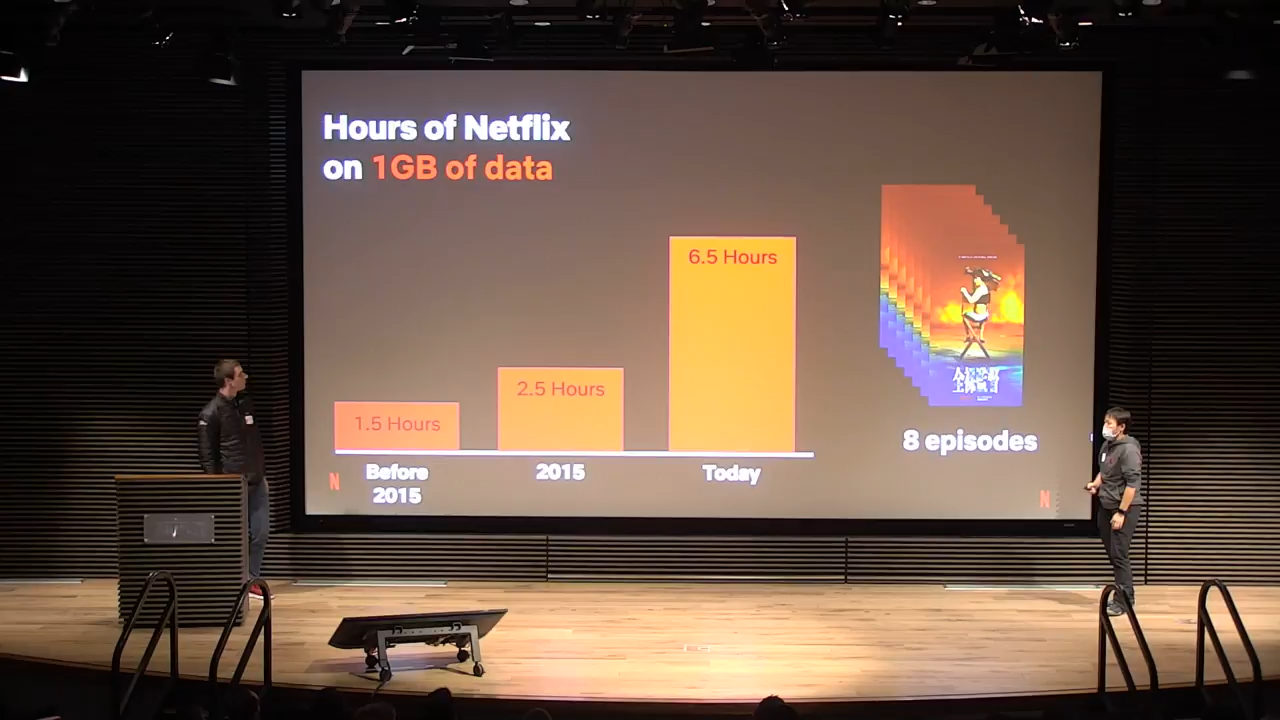 Hours of Netflix
on 1GB of data
6.5 Hours
2.5 Hours
1.5 Hours
Before
2015
2015
Today
8 episodes
N
N